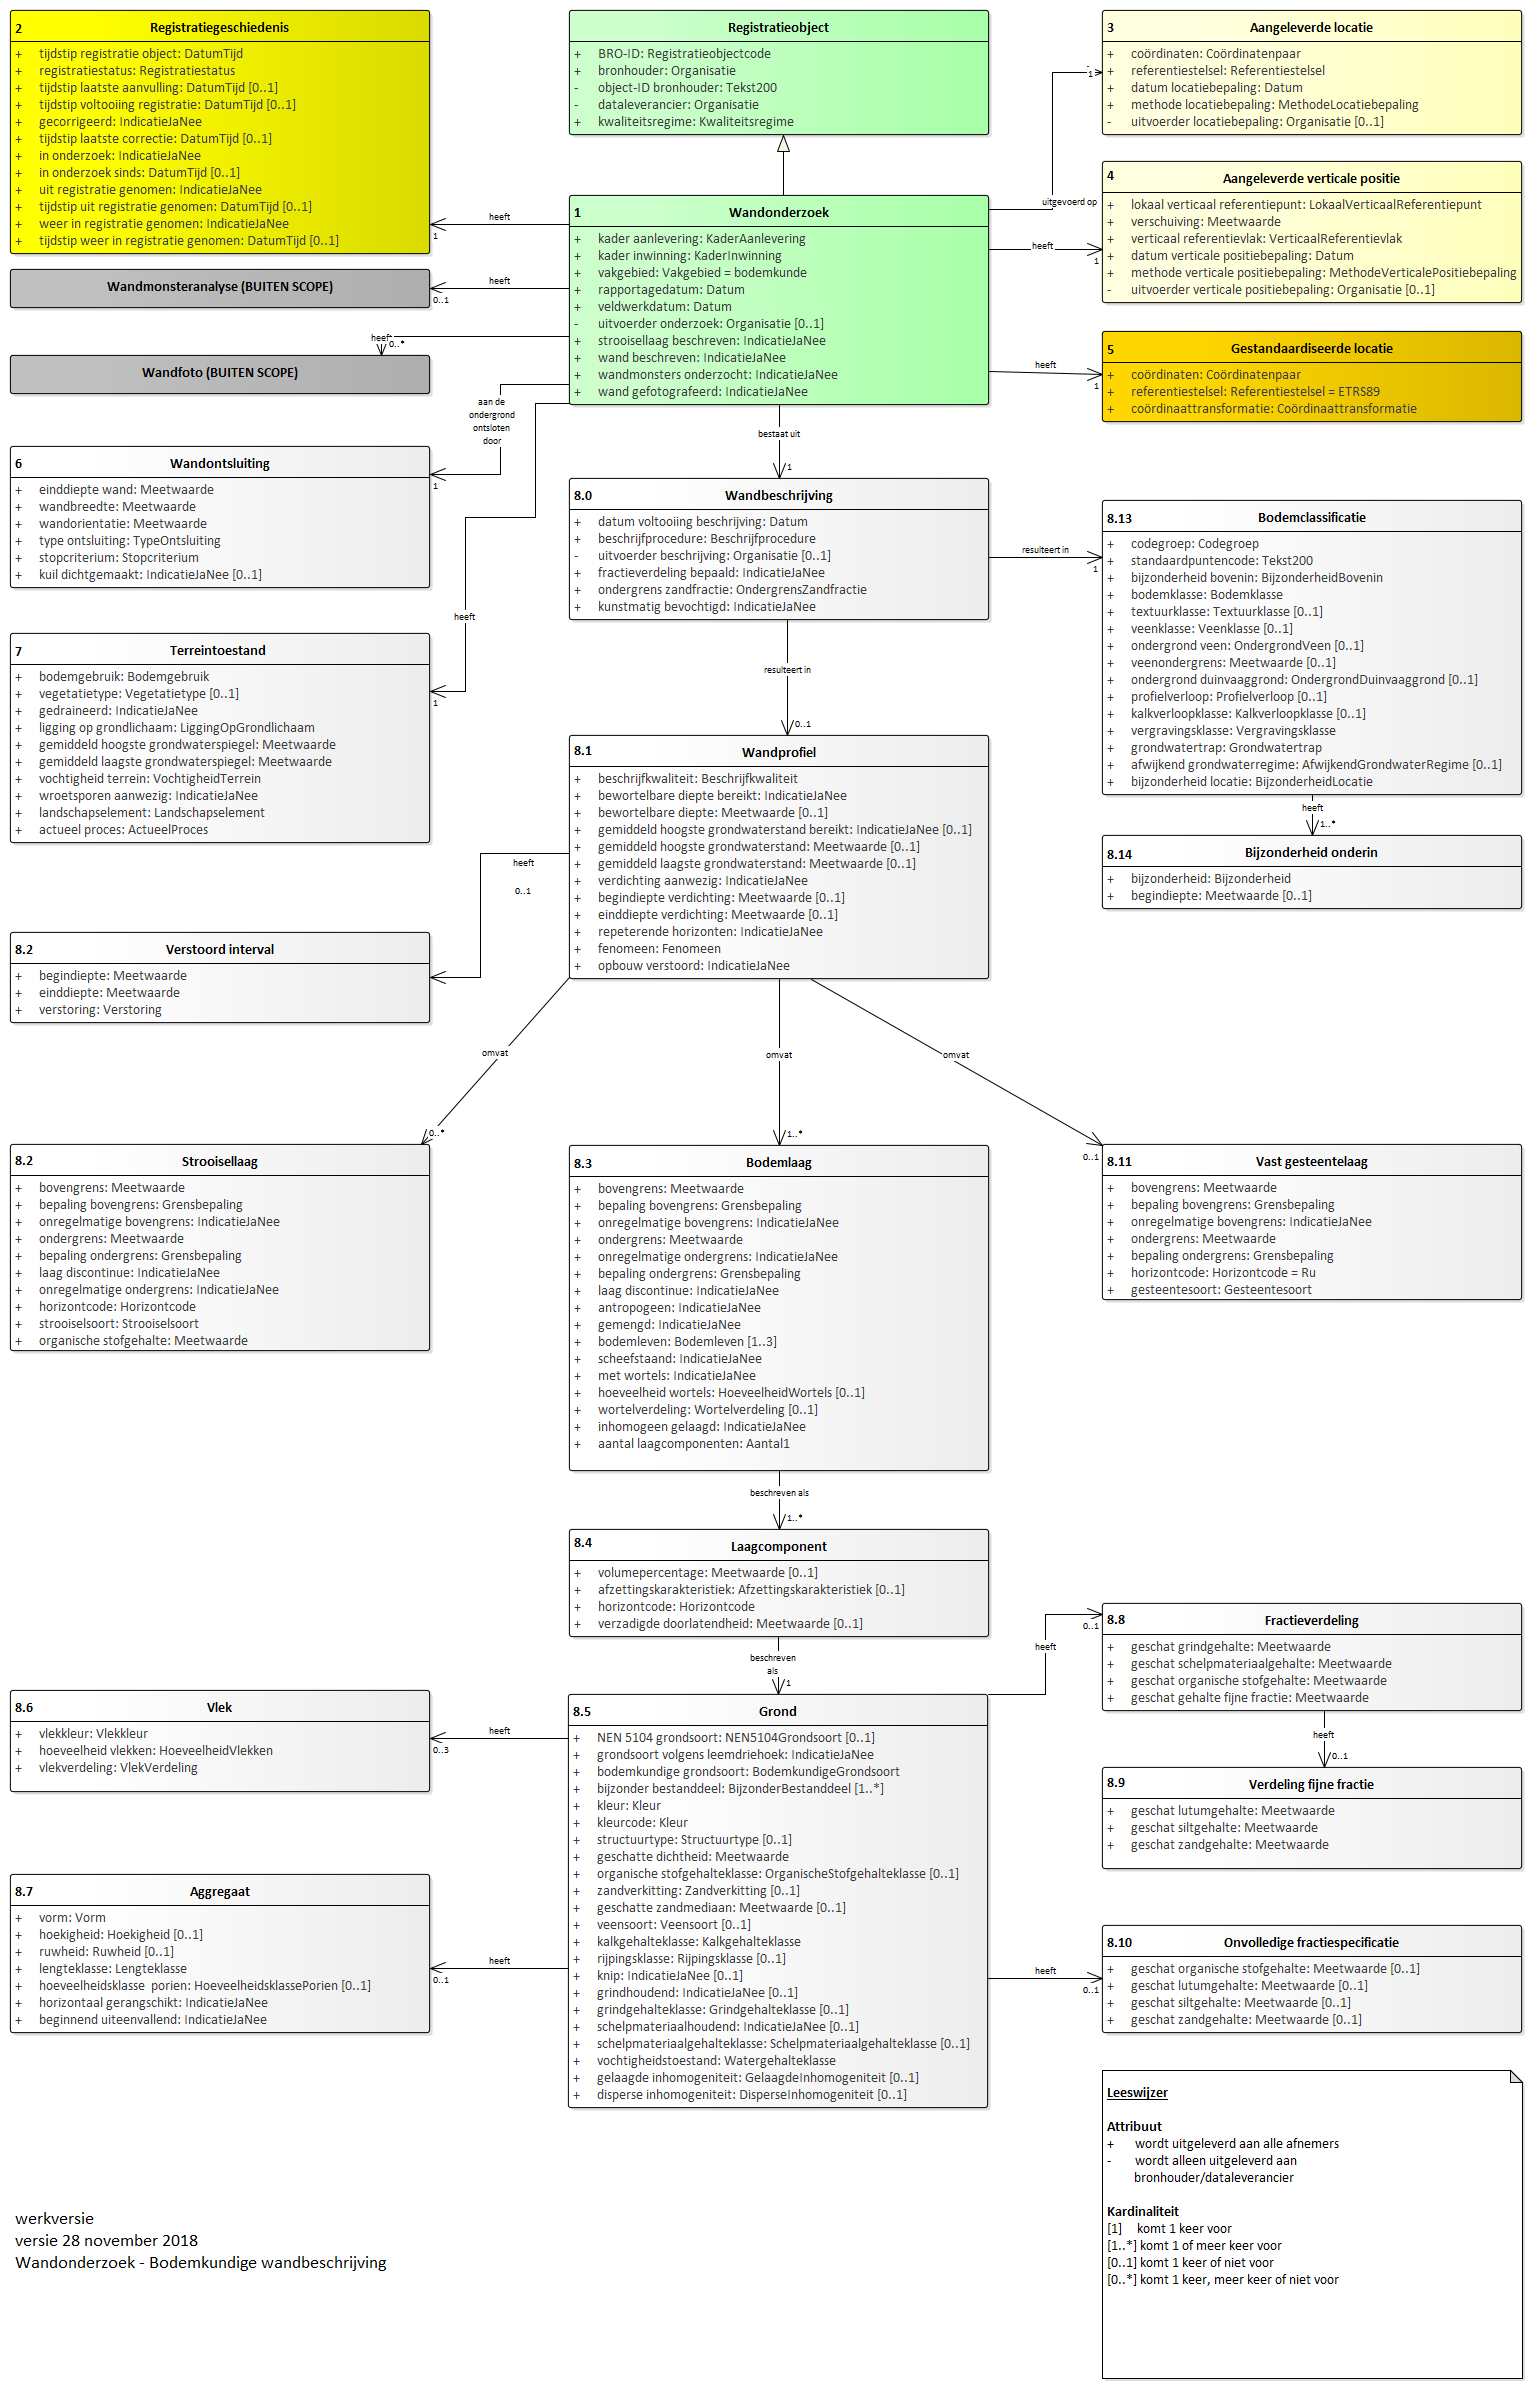 2 Registratiegeschiedenis
+ tijdstip registratie object: DatumTijd
+ registratiestatus: Registratiestatus
+ tijdstip laatste aanvulling: DatumTijd [0..1]
+ tijdstip voltooiing registratie: DatumTijd [0..1]
+ gecorrigeerd: IndicatieJaNee
+ tijdstip laatste correctie: DatumTijd [0..1]
+ in onderzoek: IndicatieJaNee
+ in onderzoek sinds: DatumTijd [0..1]
+ uit registratie genomen: IndicatieJaNee
+ tijdstip uit registratie genomen: DatumTijd [0..1]
+ weer in registratie genomen: IndicatieJaNee
+ tijdstip weer in registratie genomen: DatumTijd [0..1]
Registratieobject
+ BRO-ID: Registratieobjectcode
+ bronhouder: Organisatie
- object-ID bronhouder: Tekst200
- dataleverancier: Organisatie
+ kwaliteitsregime: Kwaliteitsregime
3 Aangeleverde locatie
+ coördinaten: Coördinatenpaar
+ referentiestelsel: Referentiestelsel
+ datum locatiebepaling: Datum
+ methode locatiebepaling: MethodeLocatiebepaling
- uitvoerder locatiebepaling: Organisatie [0..1]
1
uitgevoerd op
4 Aangeleverde verticale positie
+ lokaal verticaal referentiepunt: LokaalVerticaalReferentiepunt
+ verschuiving: Meetwaarde
+ verticaal referentievlak: VerticaalReferentievlak
+ datum verticale positiebepaling: Datum
+ methode verticale positiebepaling: MethodeVerticalePositiebepaling
- uitvoerder verticale positiebepaling: Organisatie [0..1]
heeft
1
1 Wandonderzoek
+ kader aanlevering: KaderAanlevering
+ kader inwinning: KaderInwinning
+ vakgebied: Vakgebied = bodemkunde
+ rapportagedatum: Datum
+ veldwerkdatum: Datum
- uitvoerder onderzoek: Organisatie [0..1]
+ strooisellaag beschreven: IndicatieJaNee
+ wand beschreven: IndicatieJaNee
+ wandmonsters onderzocht: IndicatieJaNee
+ wand gefotografeerd: IndicatieJaNee
heeft
1
Wandmonsteranalyse (BUITEN SCOPE)
heeft
0..1
Wandfoto (BUITEN SCOPE)
heeft
0..*
5 Gestandaardiseerde locatie
+ coördinaten: Coördinatenpaar
+ referentiestelsel: Referentiestelsel = ETRS89
+ coördinaattransformatie: Coördinaattransformatie
heeft
1
aan de
ondergrond
ontsloten
door
1
bestaat uit
1
6 Wandontsluiting
+ einddiepte wand: Meetwaarde
+ wandbreedte: Meetwaarde
+ wandorientatie: Meetwaarde
+ type ontsluiting: TypeOntsluiting
+ stopcriterium: Stopcriterium
+ kuil dichtgemaakt: IndicatieJaNee [0..1]
8.0 Wandbeschrijving
+ datum voltooiing beschrijving: Datum
+ beschrijfprocedure: Beschrijfprocedure
- uitvoerder beschrijving: Organisatie [0..1]
+ fractieverdeling bepaald: IndicatieJaNee
+ ondergrens zandfractie: OndergrensZandfractie
+ kunstmatig bevochtigd: IndicatieJaNee
resulteert in
1
8.13 Bodemclassificatie
+ codegroep: Codegroep
+ standaardpuntencode: Tekst200
+ bijzonderheid bovenin: BijzonderheidBovenin
+ bodemklasse: Bodemklasse
+ textuurklasse: Textuurklasse [0..1]
+ veenklasse: Veenklasse [0..1]
+ ondergrond veen: OndergrondVeen [0..1]
+ veenondergrens: Meetwaarde [0..1]
+ ondergrond duinvaaggrond: OndergrondDuinvaaggrond [0..1]
+ profielverloop: Profielverloop [0..1]
+ kalkverloopklasse: Kalkverloopklasse [0..1]
+ vergravingsklasse: Vergravingsklasse
+ grondwatertrap: Grondwatertrap
+ afwijkend grondwaterregime: AfwijkendGrondwaterRegime [0..1]
+ bijzonderheid locatie: BijzonderheidLocatie
heeft
1..*
8.14 Bijzonderheid onderin
+ bijzonderheid: Bijzonderheid
+ begindiepte: Meetwaarde [0..1]
heeft
1
7 Terreintoestand
+ bodemgebruik: Bodemgebruik
+ vegetatietype: Vegetatietype [0..1]
+ gedraineerd: IndicatieJaNee
+ ligging op grondlichaam: LiggingOpGrondlichaam
+ gemiddeld hoogste grondwaterspiegel: Meetwaarde
+ gemiddeld laagste grondwaterspiegel: Meetwaarde
+ vochtigheid terrein: VochtigheidTerrein
+ wroetsporen aanwezig: IndicatieJaNee
+ landschapselement: Landschapselement
+ actueel proces: ActueelProces
resulteert in
0..1
8.1 Wandprofiel
+ beschrijfkwaliteit: Beschrijfkwaliteit
+ bewortelbare diepte bereikt: IndicatieJaNee
+ bewortelbare diepte: Meetwaarde [0..1]
+ gemiddeld hoogste grondwaterstand bereikt: IndicatieJaNee [0..1]
+ gemiddeld hoogste grondwaterstand: Meetwaarde [0..1]
+ gemiddeld laagste grondwaterstand: Meetwaarde [0..1]
+ verdichting aanwezig: IndicatieJaNee
+ begindiepte verdichting: Meetwaarde [0..1]
+ einddiepte verdichting: Meetwaarde [0..1]
+ repeterende horizonten: IndicatieJaNee
+ fenomeen: Fenomeen
+ opbouw verstoord: IndicatieJaNee
heeft
0..1
8.2 Verstoord interval
+ begindiepte: Meetwaarde
+ einddiepte: Meetwaarde
+ verstoring: Verstoring
omvat
omvat
omvat
0..*
1..*
0..1
8.2 Strooisellaag
+ bovengrens: Meetwaarde
+ bepaling bovengrens: Grensbepaling
+ onregelmatige bovengrens: IndicatieJaNee
+ ondergrens: Meetwaarde
+ bepaling ondergrens: Grensbepaling
+ laag discontinue: IndicatieJaNee
+ onregelmatige ondergrens: IndicatieJaNee
+ horizontcode: Horizontcode
+ strooiselsoort: Strooiselsoort
+ organische stofgehalte: Meetwaarde
8.3 Bodemlaag
+ bovengrens: Meetwaarde
+ bepaling bovengrens: Grensbepaling
+ onregelmatige bovengrens: IndicatieJaNee
+ ondergrens: Meetwaarde
+ onregelmatige ondergrens: IndicatieJaNee
+ bepaling ondergrens: Grensbepaling
+ laag discontinue: IndicatieJaNee
+ antropogeen: IndicatieJaNee
+ gemengd: IndicatieJaNee
+ bodemleven: Bodemleven [1..3]
+ scheefstaand: IndicatieJaNee
+ met wortels: IndicatieJaNee
+ hoeveelheid wortels: HoeveelheidWortels [0..1]
+ wortelverdeling: Wortelverdeling [0..1]
+ inhomogeen gelaagd: IndicatieJaNee
+ aantal laagcomponenten: Aantal1
8.11 Vast gesteentelaag
+ bovengrens: Meetwaarde
+ bepaling bovengrens: Grensbepaling
+ onregelmatige bovengrens: IndicatieJaNee
+ ondergrens: Meetwaarde
+ bepaling ondergrens: Grensbepaling
+ horizontcode: Horizontcode = Ru
+ gesteentesoort: Gesteentesoort
beschreven als
1..*
8.4 Laagcomponent
+ volumepercentage: Meetwaarde [0..1]
+ afzettingskarakteristiek: Afzettingskarakteristiek [0..1]
+ horizontcode: Horizontcode
+ verzadigde doorlatendheid: Meetwaarde [0..1]
beschreven
als
1
8.5 Grond
+ NEN 5104 grondsoort: NEN5104Grondsoort [0..1]
+ grondsoort volgens leemdriehoek: IndicatieJaNee
+ bodemkundige grondsoort: BodemkundigeGrondsoort
+ bijzonder bestanddeel: BijzonderBestanddeel [1..*]
+ kleur: Kleur
+ kleurcode: Kleur
+ structuurtype: Structuurtype [0..1]
+ geschatte dichtheid: Meetwaarde
+ organische stofgehalteklasse: OrganischeStofgehalteklasse [0..1]
+ zandverkitting: Zandverkitting [0..1]
+ geschatte zandmediaan: Meetwaarde [0..1]
+ veensoort: Veensoort [0..1]
+ kalkgehalteklasse: Kalkgehalteklasse
+ rijpingsklasse: Rijpingsklasse [0..1]
+ knip: IndicatieJaNee [0..1]
+ grindhoudend: IndicatieJaNee [0..1]
+ grindgehalteklasse: Grindgehalteklasse [0..1]
+ schelpmateriaalhoudend: IndicatieJaNee [0..1]
+ schelpmateriaalgehalteklasse: Schelpmateriaalgehalteklasse [0..1]
+ vochtigheidstoestand: Watergehalteklasse
+ gelaagde inhomogeniteit: GelaagdeInhomogeniteit [0..1]
+ disperse inhomogeniteit: DisperseInhomogeniteit [0..1]
heeft
0..3
8.6 Vlek
+ vlekkleur: Vlekkleur
+ hoeveelheid vlekken: HoeveelheidVlekken
+ vlekverdeling: VlekVerdeling
heeft
0..1
8.7 Aggregaat
+ vorm: Vorm
+ hoekigheid: Hoekigheid [0..1]
+ ruwheid: Ruwheid [0..1]
+ lengteklasse: Lengteklasse
+ hoeveelheidsklasse porien: HoeveelheidsklassePorien [0..1]
+ horizontaal gerangschikt: IndicatieJaNee
+ beginnend uiteenvallend: IndicatieJaNee
heeft
0..1
8.8 Fractieverdeling
+ geschat grindgehalte: Meetwaarde
+ geschat schelpmateriaalgehalte: Meetwaarde
+ geschat organische stofgehalte: Meetwaarde
+ geschat gehalte fijne fractie: Meetwaarde
heeft
0..1
8.9 Verdeling fijne fractie
+ geschat lutumgehalte: Meetwaarde
+ geschat siltgehalte: Meetwaarde
+ geschat zandgehalte: Meetwaarde
heeft
0..1
8.10 Onvolledige fractiespecificatie
+ geschat organische stofgehalte: Meetwaarde [0..1]
+ geschat lutumgehalte: Meetwaarde [0..1]
+ geschat siltgehalte: Meetwaarde [0..1]
+ geschat zandgehalte: Meetwaarde [0..1]
Leeswijzer
Attribuut
+ wordt uitgeleverd aan alle afnemers
- wordt alleen uitgeleverd aan
bronhouder/dataleverancier
Kardinaliteit
[1] komt 1 keer voor
[1..*] komt 1 of meer keer voor
[0..1] komt 1 keer of niet voor
[0..*] komt 1 keer, meer keer of niet voor
werkversie
versie 28 november 2018
Wandonderzoek - Bodemkundige wandbeschrijving